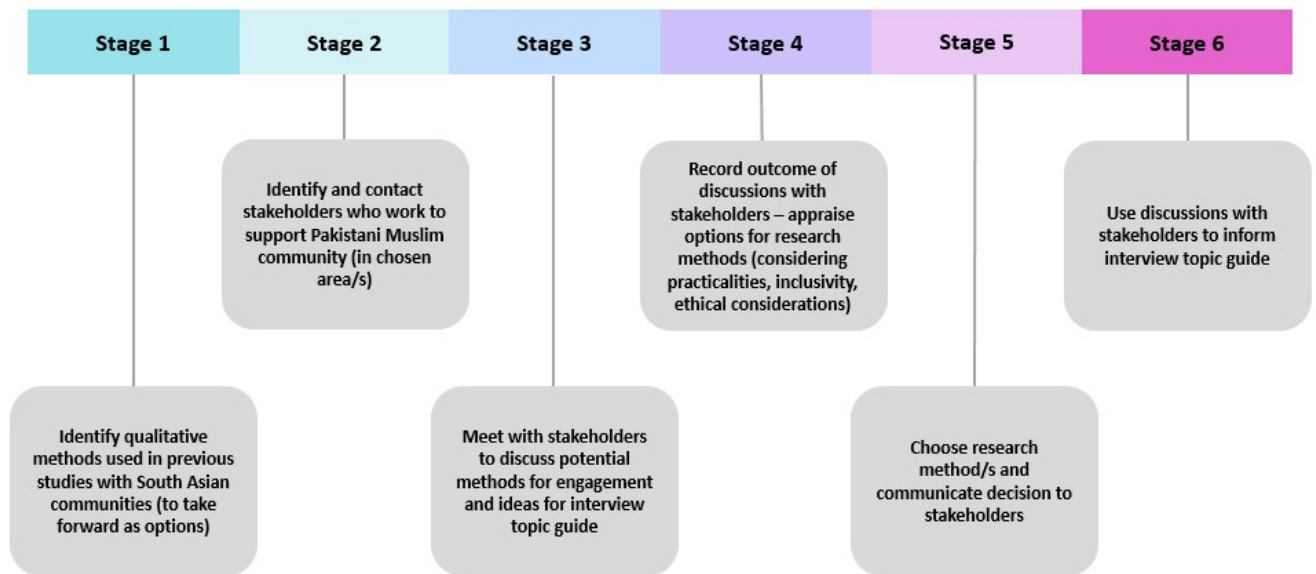 Stage 1
Stage 2
Stage 3
Stage 4
Stage 5
Stage 6
Identify qualitative
methods used in previous
studies with South Asian
communities (to take
forward as options)
Identify and contact
stakeholders who work to
support Pakistani Muslim
community (in chosen
area/s)
Meet with stakeholders
to discuss potential
methods for engagement
and ideas for interview
topic guide
Record outcome of
discussions with
stakeholders – appraise
options for research
methods (considering
practicalities, inclusivity,
ethical considerations)
Choose research
method/s and
communicate decision to
stakeholders
Use discussions with
stakeholders to inform
interview topic guide